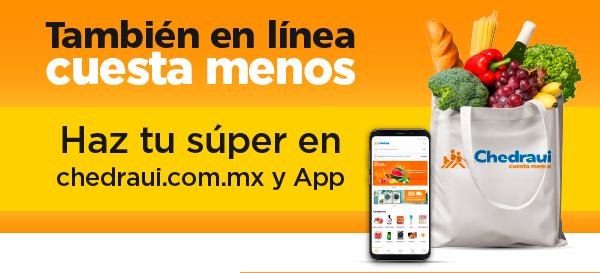 También en línea
cuesta menos
Haz tu súper en
chedraui.com.mx y App
Chedraui
cuesta menos